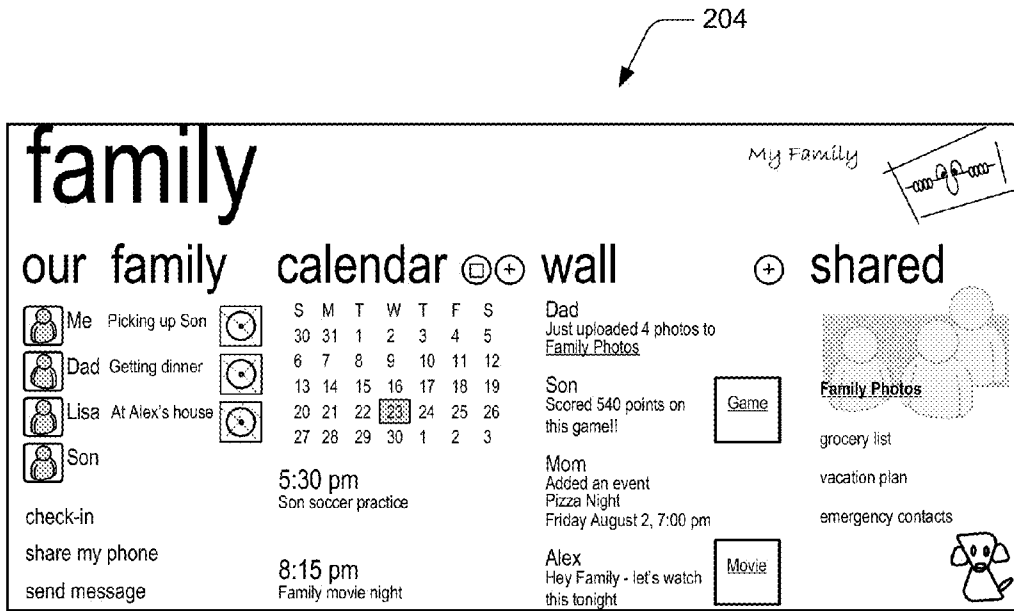 204
family
My Family
our family
Me Picking up Son
Dad Getting dinner
Lisa At Alex's house
Son
check-in
share my phone
send message
calendar
S M T W T F S
30 31 1 2 3 4 5
6 7 8 9 10 11 12
13 14 15 16 17 18 19
20 21 22 23 24 25 26
27 28 29 30 1 2 3
5:30 pm
Son soccer practice
8:15 pm
Family movie night
wall
Dad
Just uploaded 4 photos to
Family Photos
Son
Scored 540 points on
this game!!
Game
Mom
Added an event
Pizza Night
Friday August 2, 7:00 pm
Alex
Hey Family - let's watch
this tonight
Movie
shared
Family Photos
grocery list
vacation plan
emergency contacts